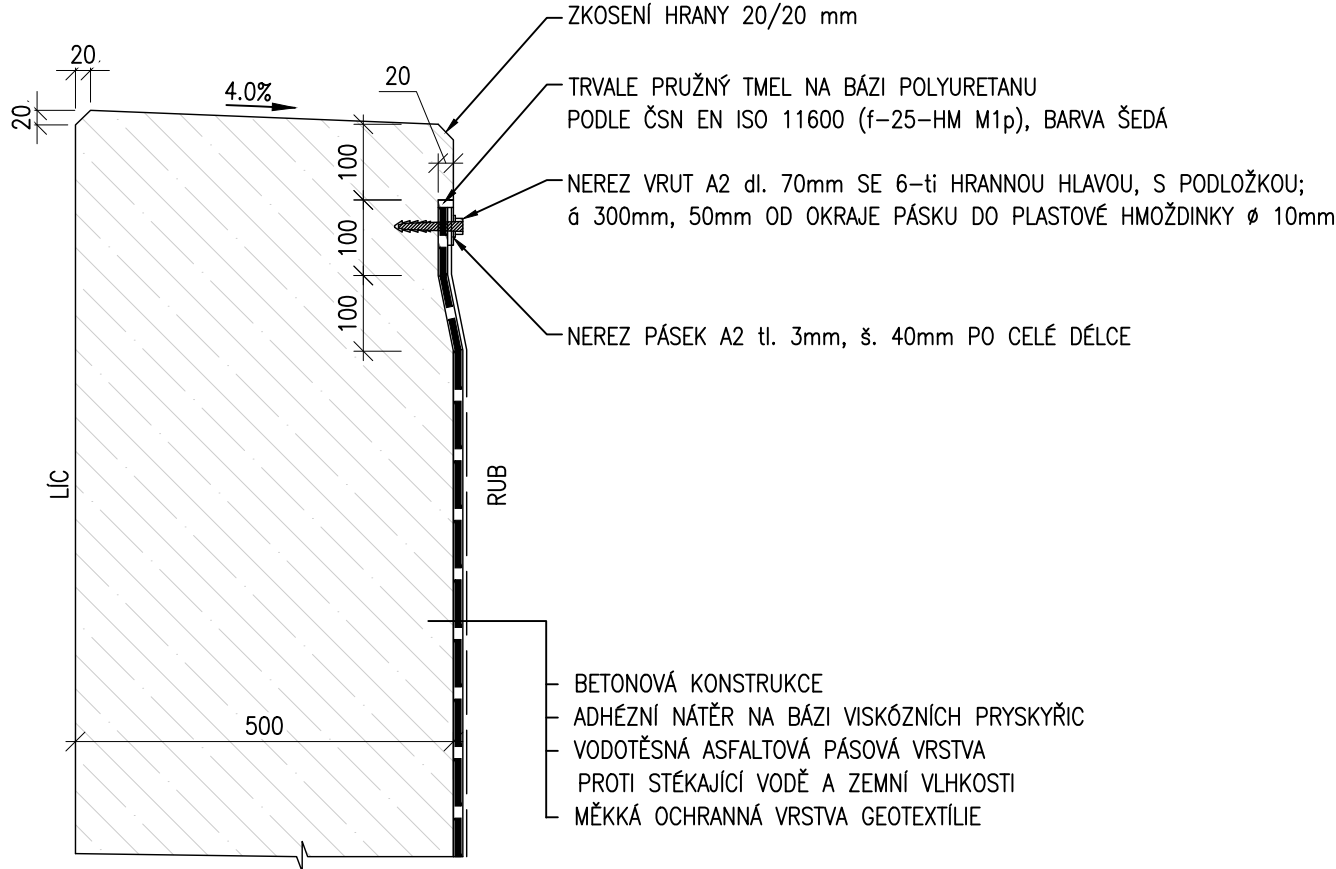 ZKOSENÍ HRANY 20/20 mm
20
20
4.0%
20
TRVALE PRUŽNÝ TMEL NA BÁZI POLYURETANU
PODLE ČSN EN ISO 11600 (f-25-HM M1p), BARVA ŠEDÁ
20
100
NEREZ VRUT A2 dl. 70mm SE 6-ti HRANNOU HLAVOU, S PODLOŽKOU;
á 300mm, 50mm OD OKRAJE PÁSKU DO PLASTOVÉ HMOŽDINKY ø 10mm
100
100
NEREZ PÁSEK A2 tl. 3mm, š. 40mm PO CELÉ DÉLCE
LÍC
RUB
BETONOVÁ KONSTRUKCE
ADHÉZNÍ NÁTĚR NA BÁZI VISKÓZNÍCH PRYSKYŘIC
500
VODOTĚSNÁ ASFALTOVÁ PÁSOVÁ VRSTVA
PROTI STÉKAJÍCÍ VODĚ A ZEMNÍ VLHKOSTI
MĚKKÁ OCHRANNÁ VRSTVA GEOTEXTÍLIE